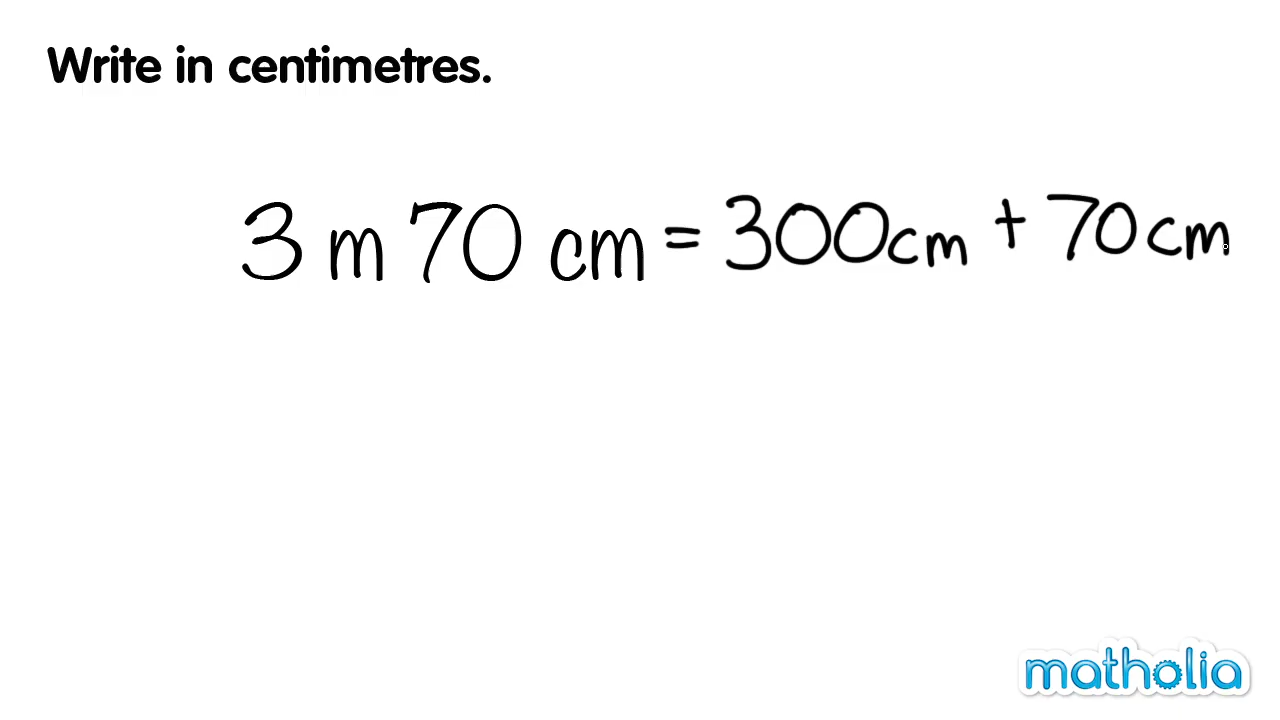 Write in centimetres.
3 m 70 cm = 300cm + 70cm
matholia